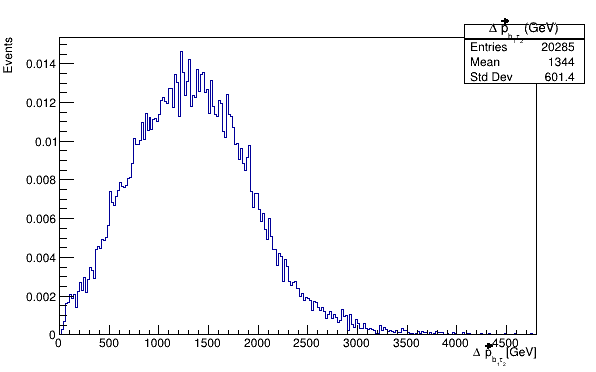 Δ p⃗ b₁τ₂ (GeV)
Entries 20285
Mean 1344
Std Dev 601.4
Events
0.014
0.012
0.01
0.008
0.006
0.004
0.002
0
0 500 1000 1500 2000 2500 3000 3500 4000 4500
Δ p⃗ b₁τ₂ [GeV]